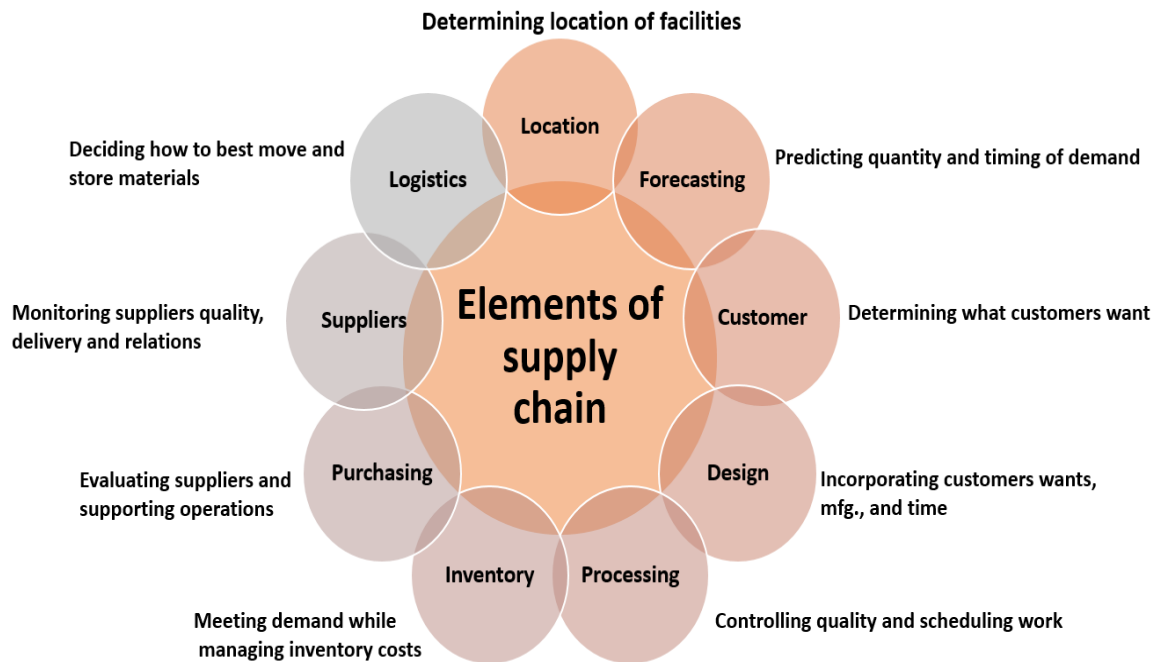 Determining location of facilities
Location
Forecasting
Predicting quantity and timing of demand
Customer
Determining what customers want
Design
Incorporating customers wants,
mfg., and time
Processing
Controlling quality and scheduling work
Inventory
Meeting demand while
managing inventory costs
Purchasing
Evaluating suppliers and
supporting operations
Suppliers
Monitoring suppliers quality,
delivery and relations
Logistics
Deciding how to best move and
store materials
Elements of
supply
chain